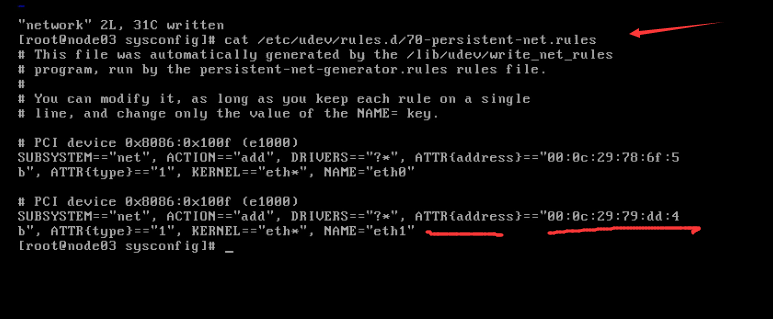 "network" 2L, 31C written
[root@node03 sysconfig]# cat /etc/udev/rules.d/70-persistent-net.rules
# This file was automatically generated by the /lib/udev/write_net_rules
# program, run by the persistent-net-generator.rules rules file.
#
# You can modify it, as long as you keep each rule on a single
# line, and change only the value of the NAME= key.
# PCI device 0x8086:0x100f (e1000)
SUBSYSTEM=="net", ACTION=="add", DRIVERS=="?*", ATTR{address}=="00:0c:29:78:6f:5
b", ATTR{type}=="1", KERNEL=="eth*", NAME="eth0"
# PCI device 0x8086:0x100f (e1000)
SUBSYSTEM=="net", ACTION=="add", DRIVERS=="?*", ATTR{address}=="00:0c:29:79:dd:4
b", ATTR{type}=="1", KERNEL=="eth*", NAME="eth1"
[root@node03 sysconfig]# _